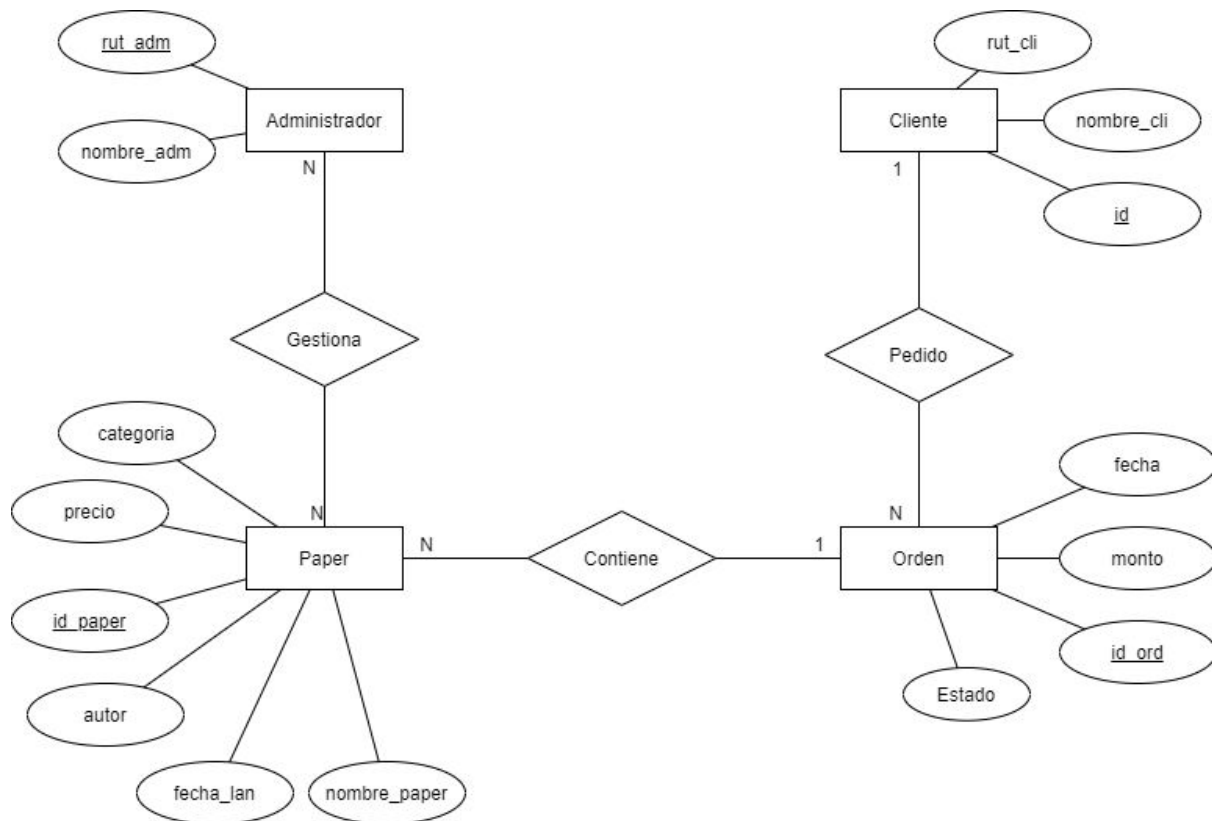 rut_adm
rut_cli
Administrador
Cliente
nombre_cli
nombre_adm
N
1
id
Gestiona
Pedido
categoria
fecha
precio
N
N
Paper
N
Contiene
1
Orden
monto
id_paper
id_ord
autor
Estado
fecha_lan
nombre_paper